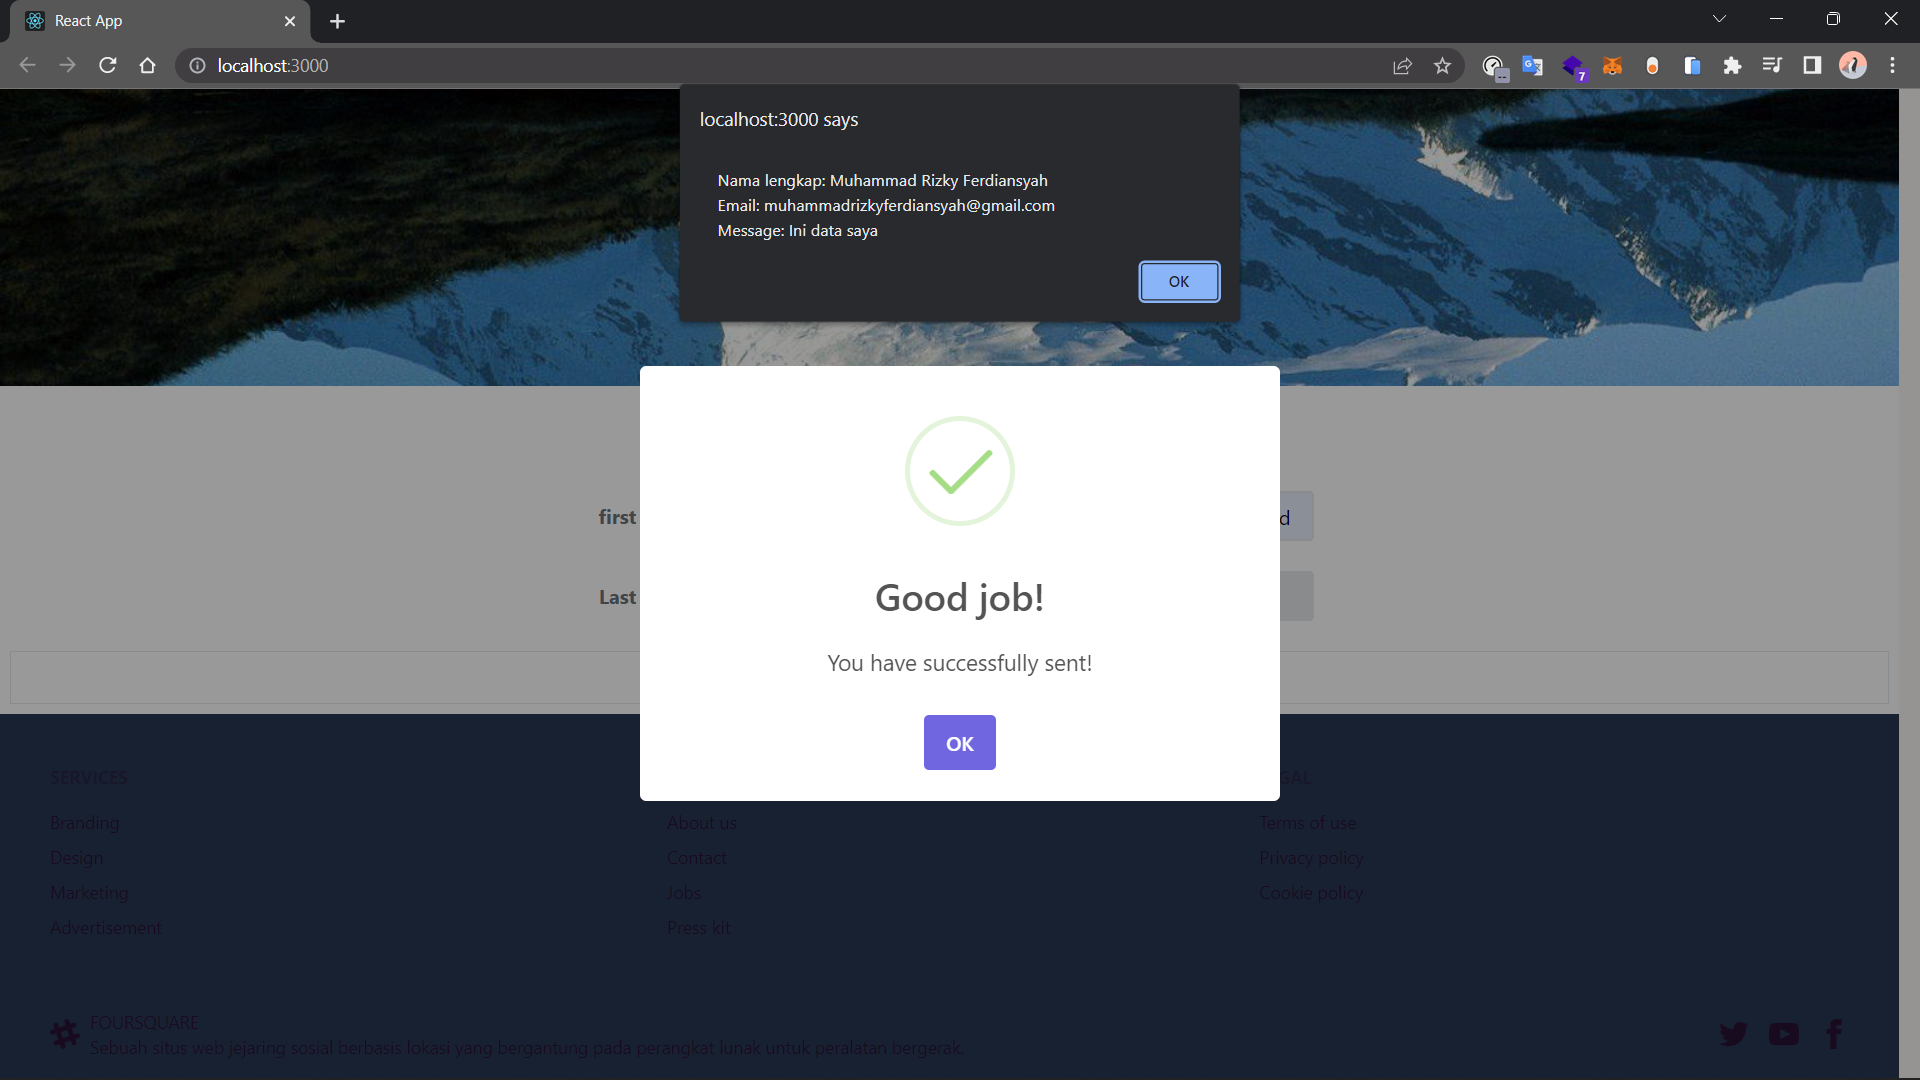 React App
localhost:3000
7
localhost:3000 says
Nama lengkap: Muhammad Rizky Ferdiansyah
Email: muhammadrizkyferdiansyah@gmail.com
Message: Ini data saya
OK
first
d
Last
Good job!
You have successfully sent!
OK
SERVICES
Branding
Design
Marketing
Advertisement
About us
Contact
Jobs
Press kit
GAL
Terms of use
Privacy policy
Cookie policy
FOURSQUARE
Sebuah situs web jejaring sosial berbasis lokasi yang bergantung pada perangkat lunak untuk peralatan bergerak.